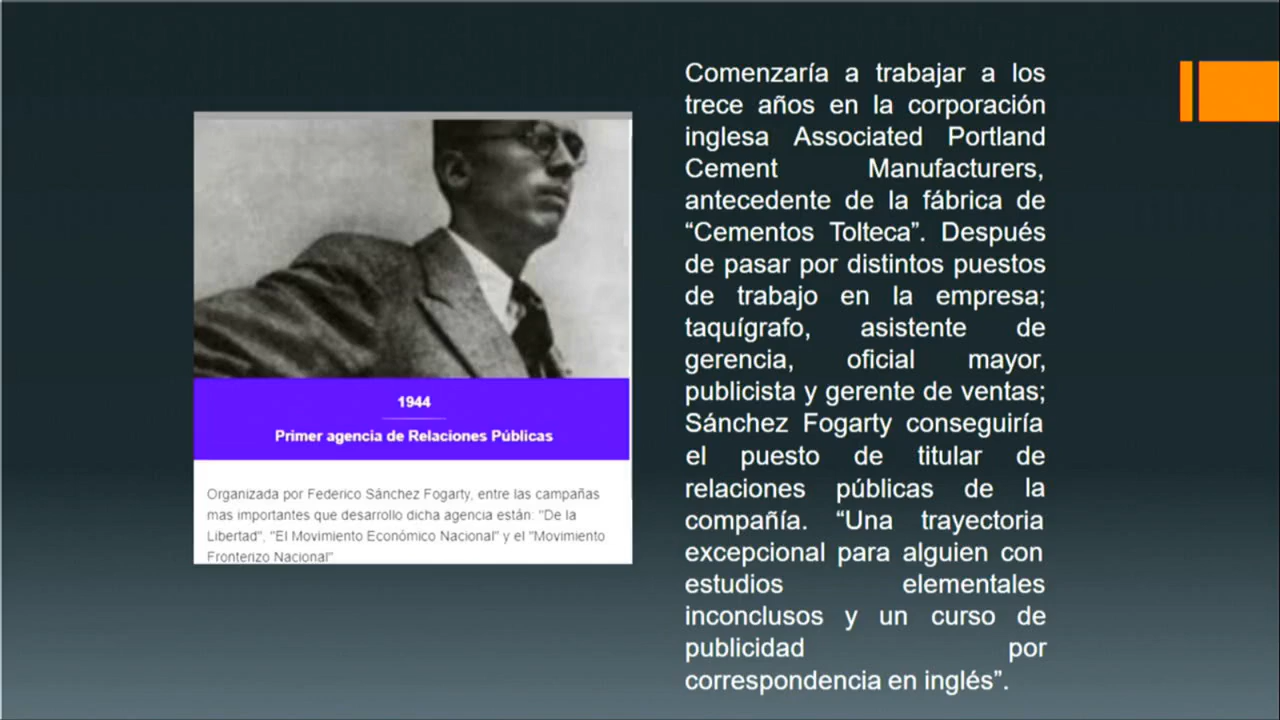 1944
Primer agencia de Relaciones Públicas
Organizada por Federico Sánchez Fogarty, entre las campañas
mas importantes que desarrollo dicha agencia están: "De la
Libertad", "El Movimiento Económico Nacional" y el "Movimiento
Fronterizo Nacional"
Comenzaría a trabajar a los
trece años en la corporación
inglesa Associated Portland
Cement Manufacturers,
antecedente de la fábrica de
“Cementos Tolteca”. Después
de pasar por distintos puestos
de trabajo en la empresa;
taquígrafo, asistente de
gerencia, oficial mayor,
publicista y gerente de ventas;
Sánchez Fogarty conseguiría
el puesto de titular de
relaciones públicas de la
compañía. “Una trayectoria
excepcional para alguien con
estudios elementales
inconclusos y un curso de
publicidad por
correspondencia en inglés”.